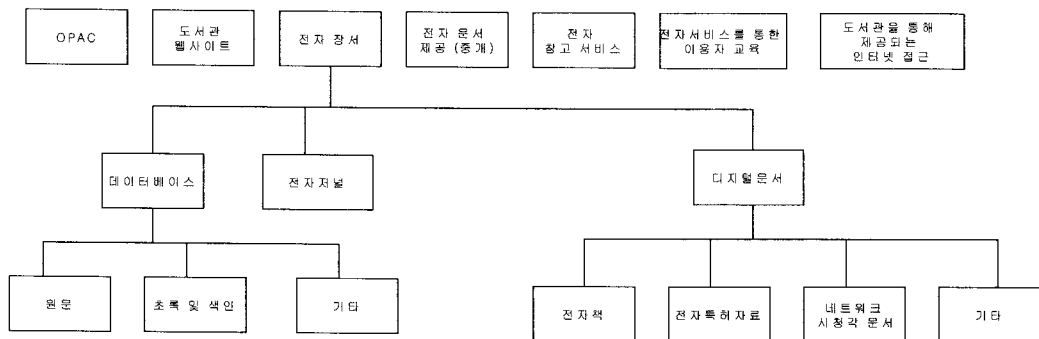 OPAC
도서관
웹사이트
전자 장서
전자 문서
제공 (중개)
전자
참고 서비스
전자서비스를 통한
이용자 교육
도서관을 통해
제공되는
인터넷 접근
데이터베이스
전자저널
디지털문서
원문
초록 및 색인
기타
전자책
전자특허자료
네트워크
시청각 문서
기타